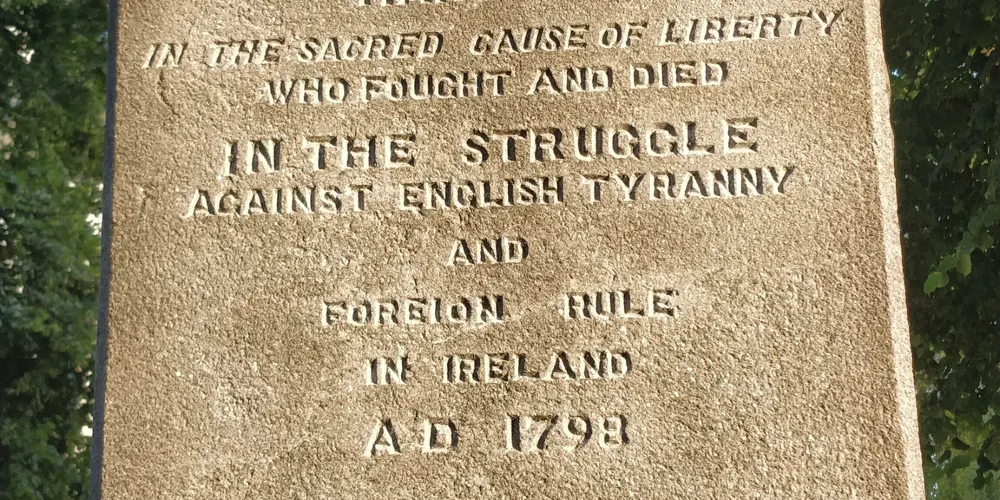 IN THE SACRED CAUSE OF LIBERTY
WHO FOUGHT AND DIED
IN THE STRUGGLE
AGAINST ENGLISH TYRANNY
AND
FOREIGN RULE
IN IRELAND
A.D 1798